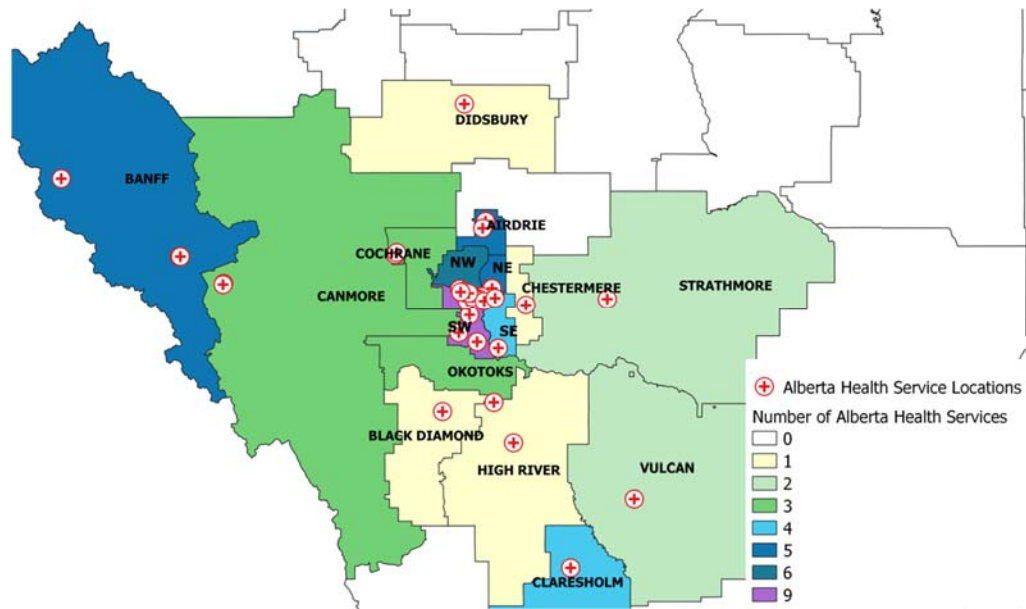 DIDSBURY
BANFF
AIRDRIE
COCHRANE
NW
NE
CANMORE
CHESTERMERE
STRATHMORE
SW
SE
OKOTOKS
BLACK DIAMOND
HIGH RIVER
VULCAN
CLARESHOLM
Alberta Health Service Locations
Number of Alberta Health Services
0
1
2
3
4
5
6
9